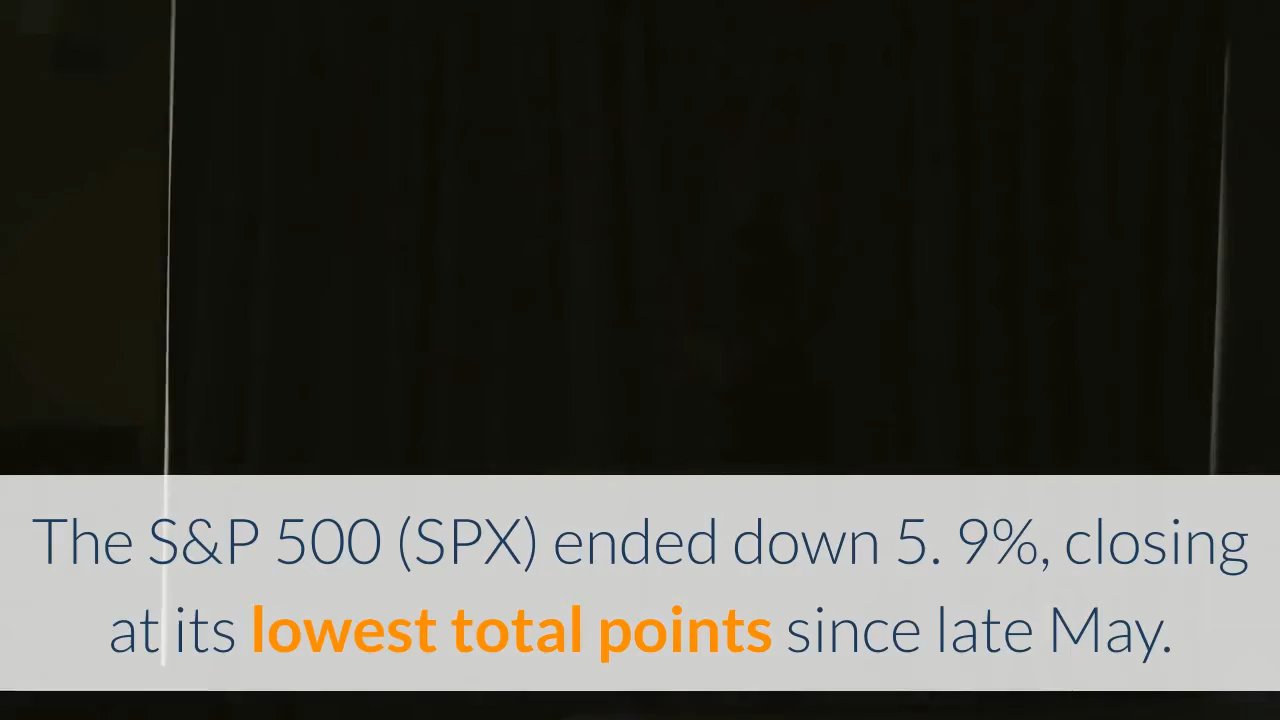 The S&P 500 (SPX) ended down 5. 9%, closing
at its lowest total points since late May.